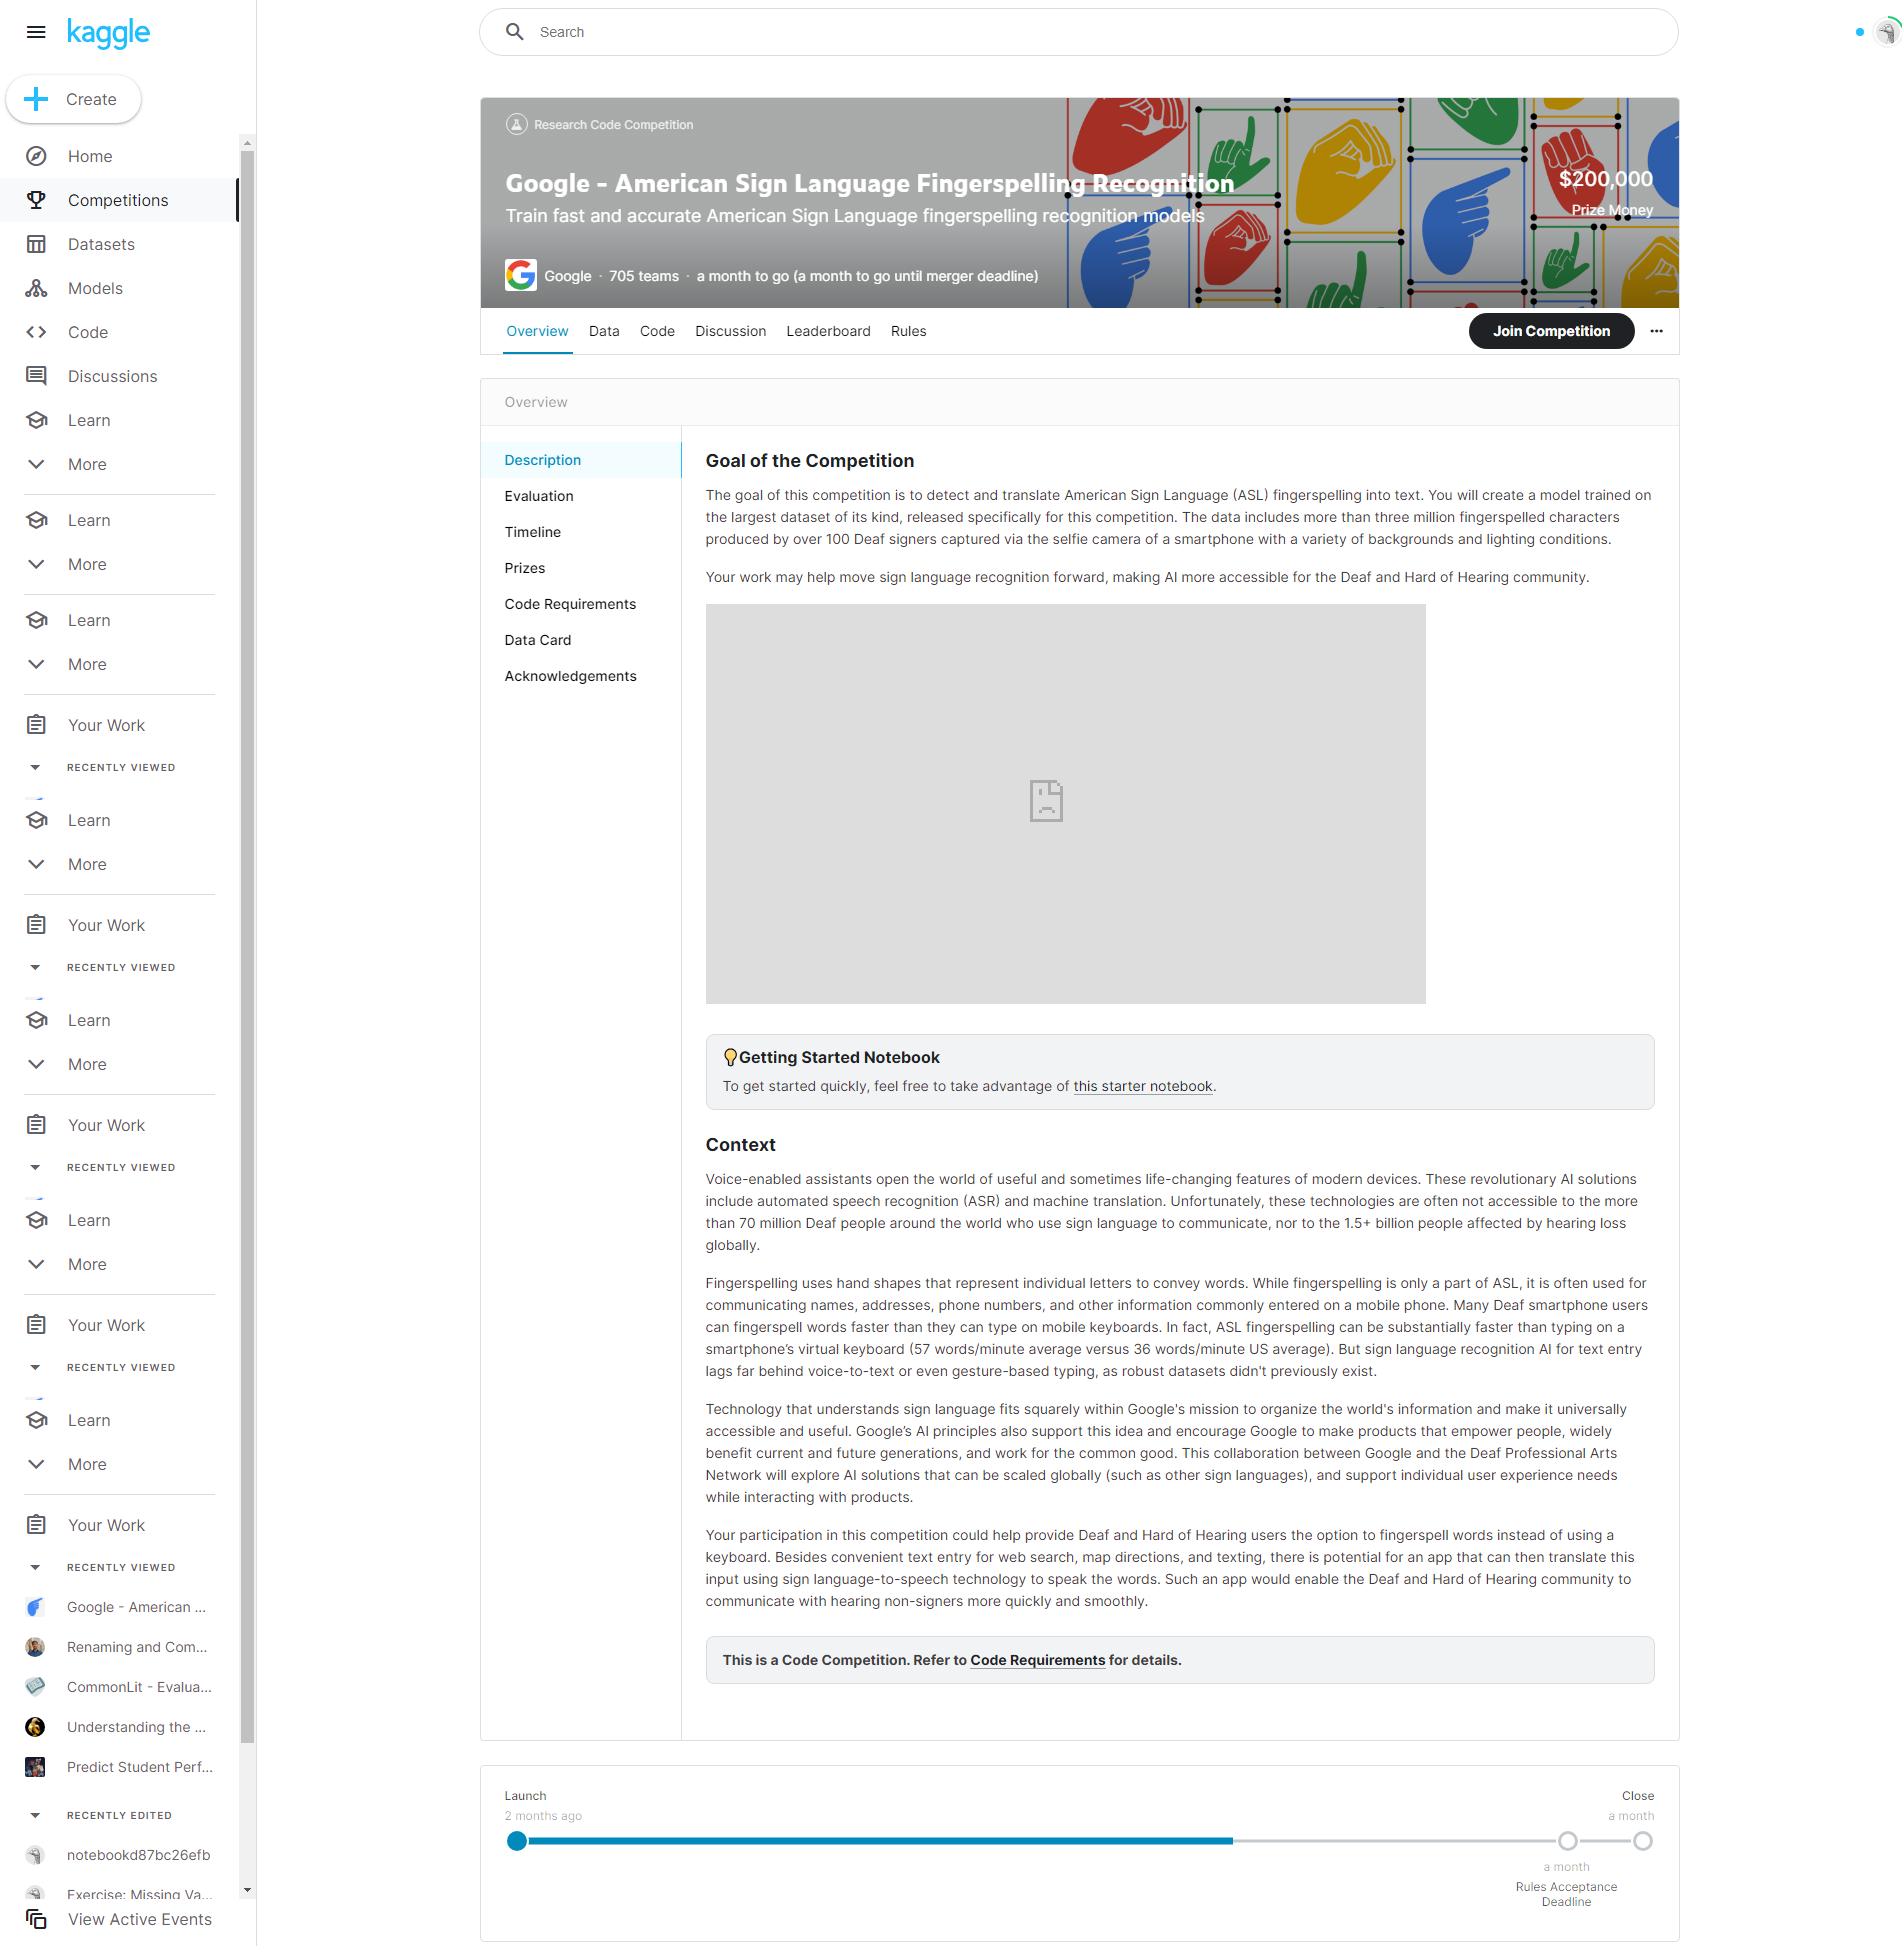 kaggle
Search
Create
Home
Competitions
Datasets
Models
Code
Discussions
Learn
More
Learn
More
Learn
More
Your Work
RECENTLY VIEWED
Learn
More
Your Work
RECENTLY VIEWED
Learn
More
Your Work
RECENTLY VIEWED
Learn
More
Your Work
RECENTLY VIEWED
Learn
More
Your Work
RECENTLY VIEWED
Google - American ...
Renaming and Com...
CommonLit - Evalua...
Understanding the ...
Predict Student Perf...
RECENTLY EDITED
notebookd87bc26efb
Exercise: Missing Va...
View Active Events
Research Code Competition
Google - American Sign Language Fingerspelling Recognition
Train fast and accurate American Sign Language fingerspelling recognition models
$200,000
Prize Money
Google · 705 teams · a month to go (a month to go until merger deadline)
Overview Data Code Discussion Leaderboard Rules
Join Competition
Overview
Description
Evaluation
Timeline
Prizes
Code Requirements
Data Card
Acknowledgements
Goal of the Competition
The goal of this competition is to detect and translate American Sign Language (ASL) fingerspelling into text. You will create a model trained on
the largest dataset of its kind, released specifically for this competition. The data includes more than three million fingerspelled characters
produced by over 100 Deaf signers captured via the selfie camera of a smartphone with a variety of backgrounds and lighting conditions.
Your work may help move sign language recognition forward, making AI more accessible for the Deaf and Hard of Hearing community.
Getting Started Notebook
To get started quickly, feel free to take advantage of this starter notebook.
Context
Voice-enabled assistants open the world of useful and sometimes life-changing features of modern devices. These revolutionary AI solutions
include automated speech recognition (ASR) and machine translation. Unfortunately, these technologies are often not accessible to the more
than 70 million Deaf people around the world who use sign language to communicate, nor to the 1.5+ billion people affected by hearing loss
globally.
Fingerspelling uses hand shapes that represent individual letters to convey words. While fingerspelling is only a part of ASL, it is often used for
communicating names, addresses, phone numbers, and other information commonly entered on a mobile phone. Many Deaf smartphone users
can fingerspell words faster than they can type on mobile keyboards. In fact, ASL fingerspelling can be substantially faster than typing on a
smartphone’s virtual keyboard (57 words/minute average versus 36 words/minute US average). But sign language recognition AI for text entry
lags far behind voice-to-text or even gesture-based typing, as robust datasets didn't previously exist.
Technology that understands sign language fits squarely within Google's mission to organize the world's information and make it universally
accessible and useful. Google’s AI principles also support this idea and encourage Google to make products that empower people, widely
benefit current and future generations, and work for the common good. This collaboration between Google and the Deaf Professional Arts
Network will explore AI solutions that can be scaled globally (such as other sign languages), and support individual user experience needs
while interacting with products.
Your participation in this competition could help provide Deaf and Hard of Hearing users the option to fingerspell words instead of using a
keyboard. Besides convenient text entry for web search, map directions, and texting, there is potential for an app that can then translate this
input using sign language-to-speech technology to speak the words. Such an app would enable the Deaf and Hard of Hearing community to
communicate with hearing non-signers more quickly and smoothly.
This is a Code Competition. Refer to Code Requirements for details.
Launch
2 months ago
Close
a month
a month
Rules Acceptance
Deadline